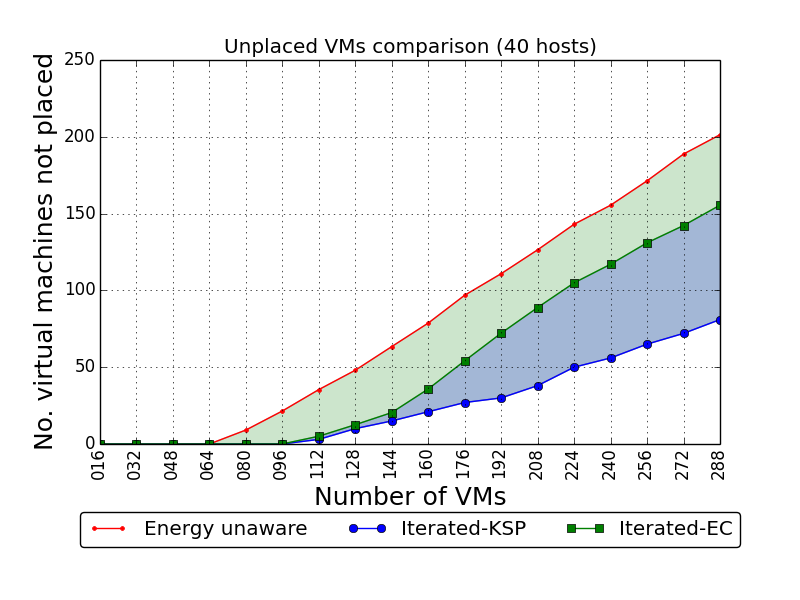 Unplaced VMs comparison (40 hosts)
No. virtual machines not placed
250
200
150
100
50
0
016 032 048 064 080 096 112 128 144 160 176 192 208 224 240 256 272 288
Number of VMs
Energy unaware Iterated-KSP Iterated-EC